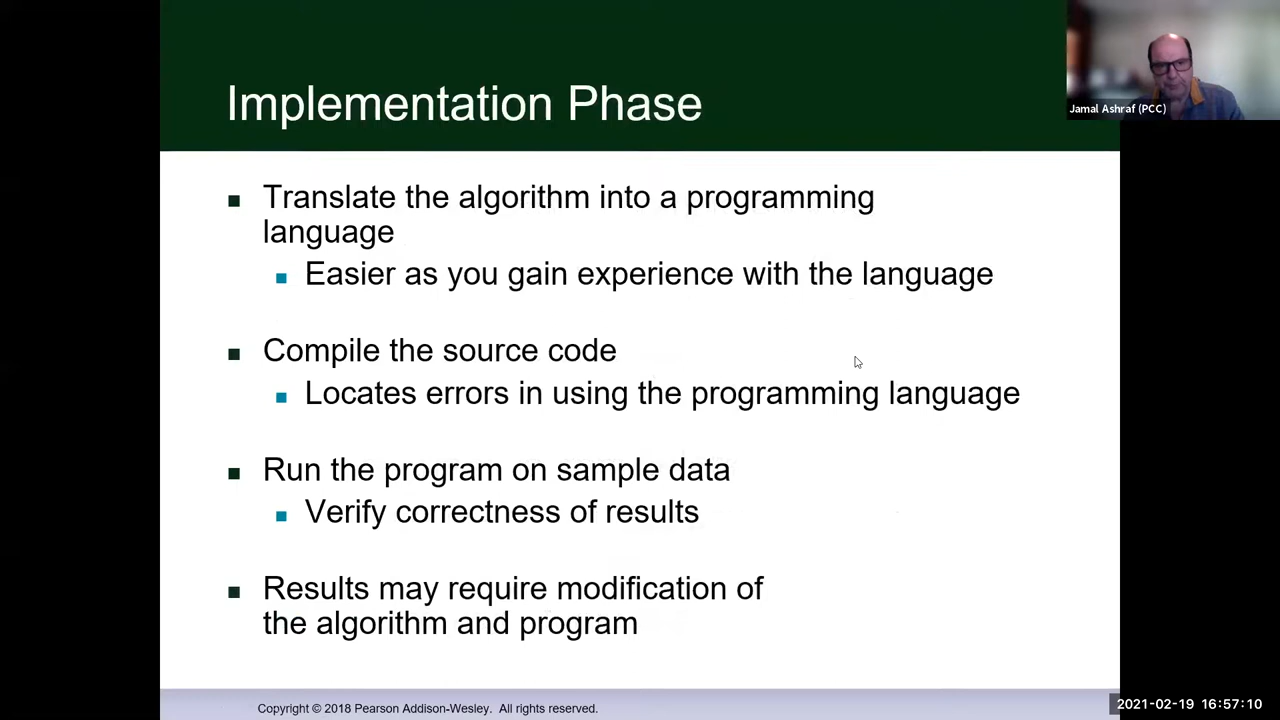 Implementation Phase
Jamal Ashraf (PCC)
Translate the algorithm into a programming
language
Easier as you gain experience with the language
Compile the source code
Locates errors in using the programming language
Run the program on sample data
Verify correctness of results
Results may require modification of
the algorithm and program
Copyright © 2018 Pearson Addison-Wesley. All rights reserved.
2021-02-19 16:57:10